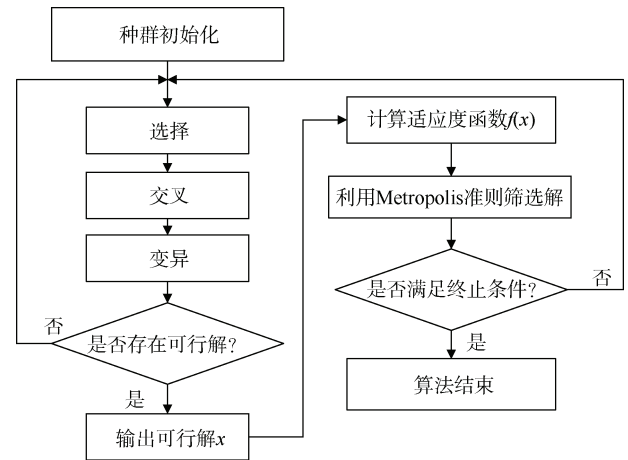 种群初始化
选择
交叉
变异
否
是否存在可行解?
是
输出可行解x
计算适应度函数f(x)
利用Metropolis准则筛选解
否
是否满足终止条件?
是
算法结束